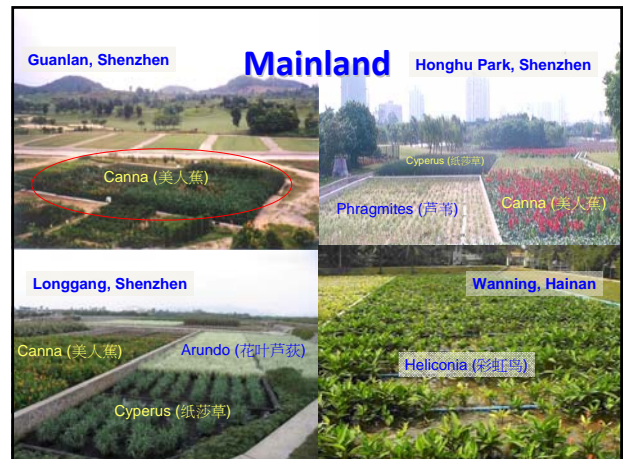 Mainland
Guanlan, Shenzhen
Canna (美人蕉)
Honghu Park, Shenzhen
Cyperus (纸莎草)
Phragmites (芦苇)
Canna (美人蕉)
Longgang, Shenzhen
Canna (美人蕉)
Arundo (花叶芦荻)
Cyperus (纸莎草)
Wanning, Hainan
Heliconia (彩虹鸟)